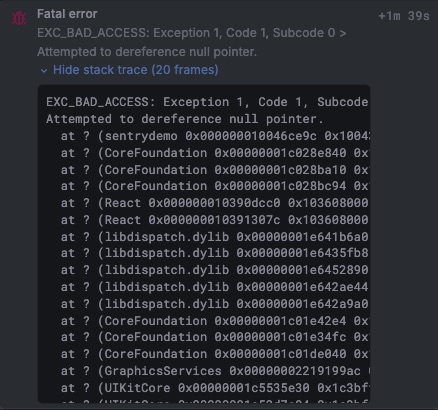 Fatal error
+1m 39s
EXC_BAD_ACCESS: Exception 1, Code 1, Subcode 0 >
Attempted to dereference null pointer.
Hide stack trace (20 frames)
EXC_BAD_ACCESS: Exception 1, Code 1, Subcode
Attempted to dereference null pointer.
at ? (sentrydemo 0x000000010046ce9c 0x1004
at ? (CoreFoundation 0x00000001c028e840 0x
at ? (CoreFoundation 0x00000001c028ba10 0x
at ? (CoreFoundation 0x00000001c028bc94 0x
at ? (React 0x000000010390dcc0 0x103608000
at ? (React 0x000000010391307c 0x103608000
at ? (libdispatch.dylib 0x00000001e641b6a0
at ? (libdispatch.dylib 0x00000001e6435fb8
at ? (libdispatch.dylib 0x00000001e6452890
at ? (libdispatch.dylib 0x00000001e642ae44
at ? (libdispatch.dylib 0x00000001e642a9a0
at ? (CoreFoundation 0x00000001c01e42e4 0x
at ? (CoreFoundation 0x00000001c01e34fc 0x
at ? (CoreFoundation 0x00000001c01de040 0x
at ? (GraphicsServices 0x00000002219199ac
at ? (UIKitCore 0x00000001c5535e30 0x1c3bf
at ? (UIKitCore